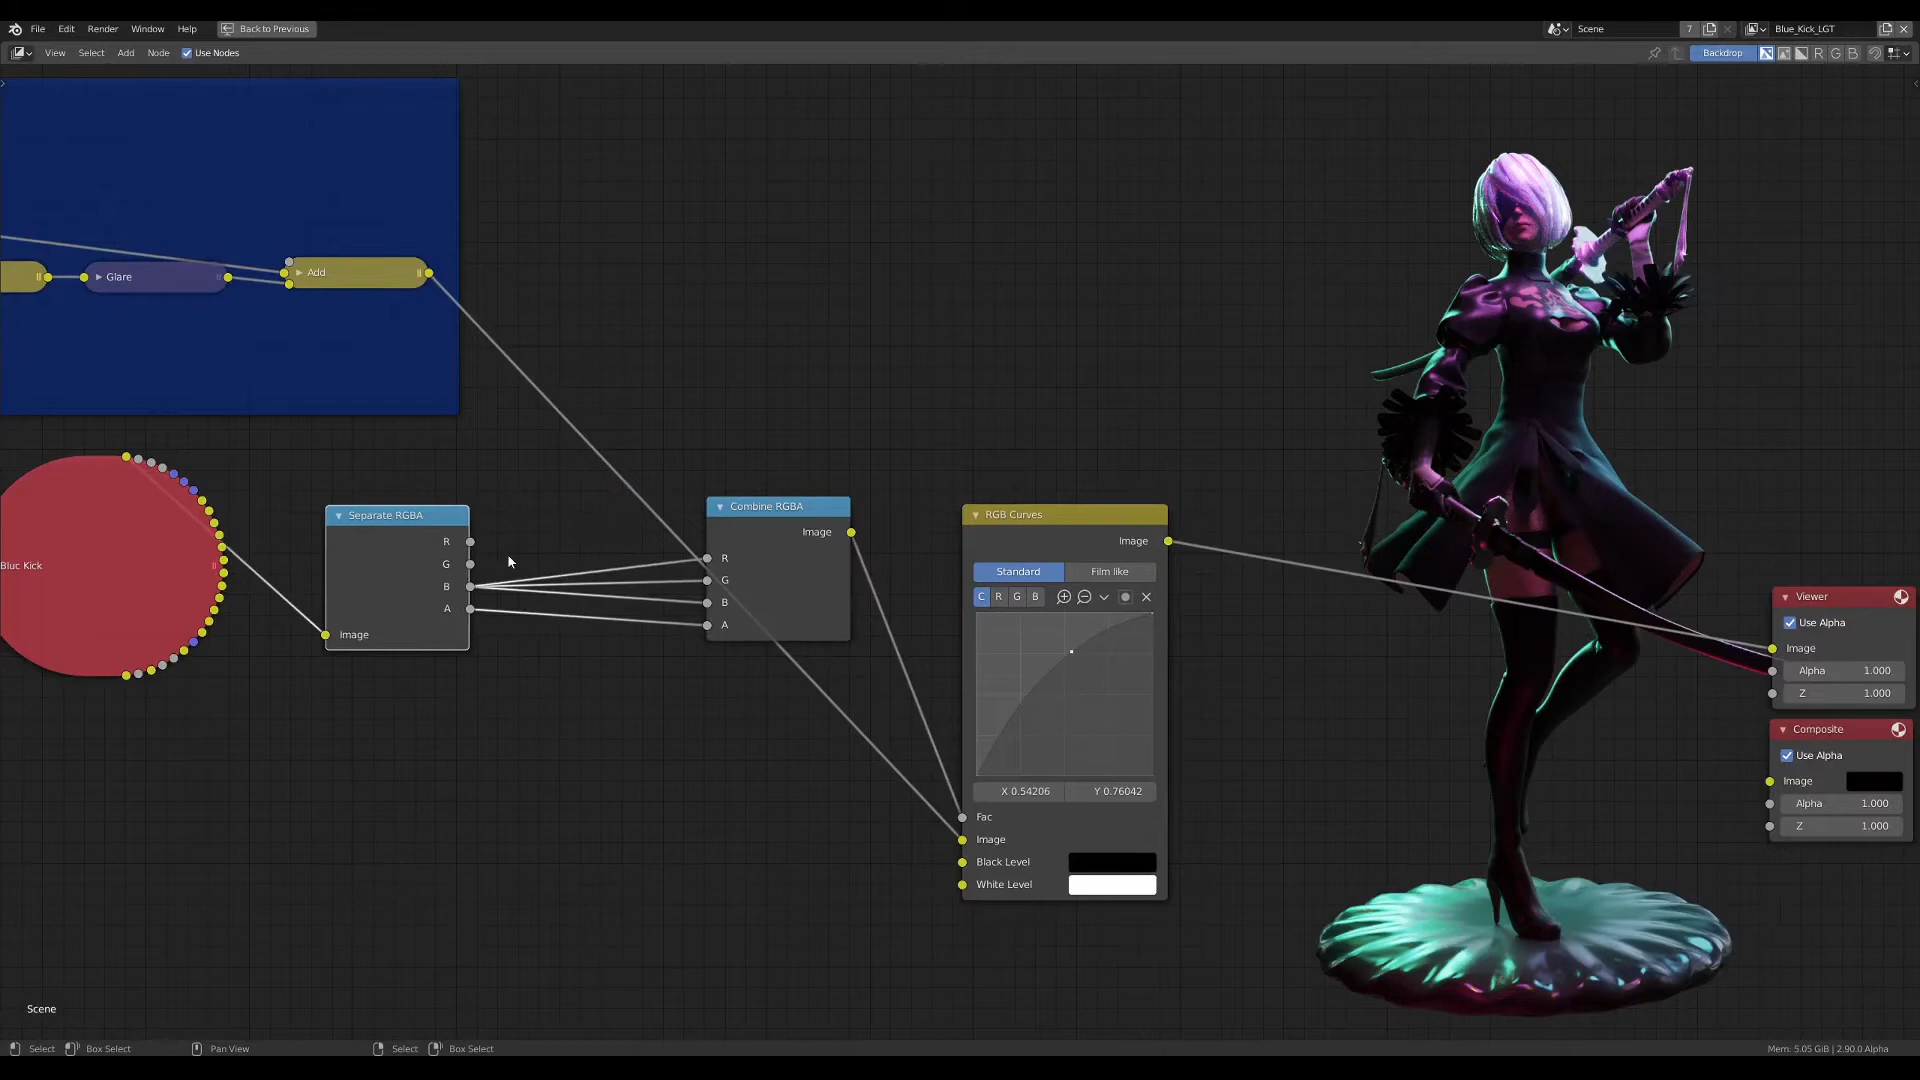 File Edit Render Window Help Back to Previous Scene 7 Blue_Kick_LGT
View Select Add Node Use Nodes Backdrop R G B
Glare
Add
Separate RGBA
R
G
B
A
Image
Bluc Kick
Combine RGBA
Image
R
G
B
A
RGB Curves
Image
Standard Film like
C R G B
X 0.54206 Y 0.76042
Fac
Image
Black Level
White Level
Viewer
Use Alpha
Image
Alpha 1.000
Z 1.000
Composite
Use Alpha
Image
Alpha 1.000
Z 1.000
Scene
Select Box Select Pan View Select Box Select Mem: 5.05 GiB | 2.90.0 Alpha